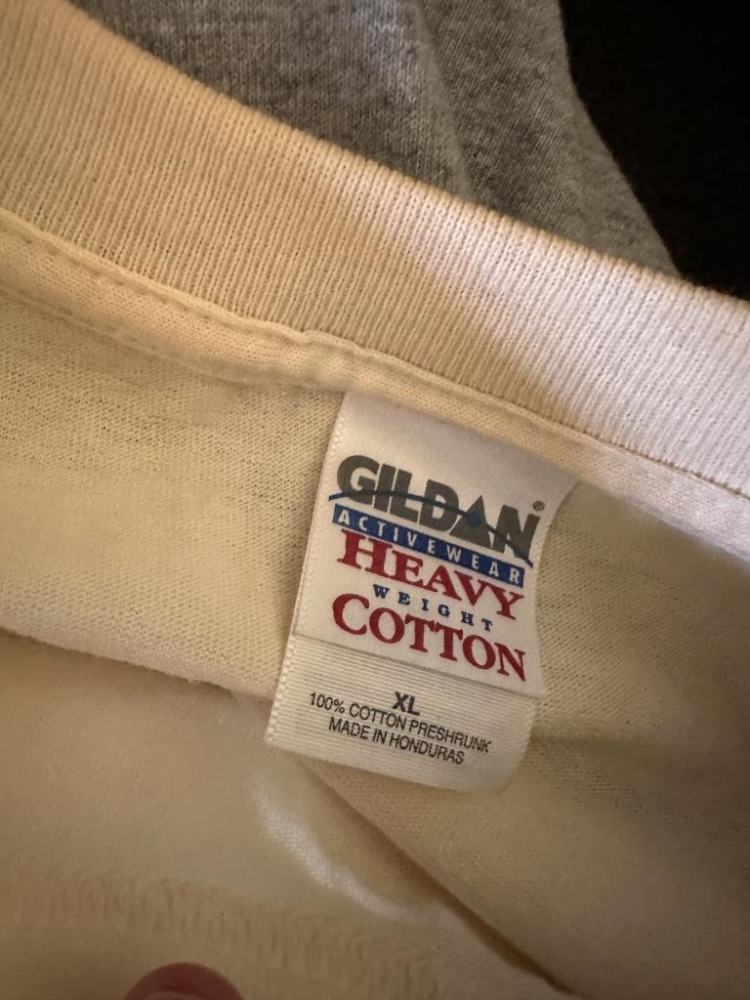 GILDAN®
ACTIVEWEAR
HEAVY
WEIGHT
COTTON
XL
100% COTTON PRESHRUNK
MADE IN HONDURAS